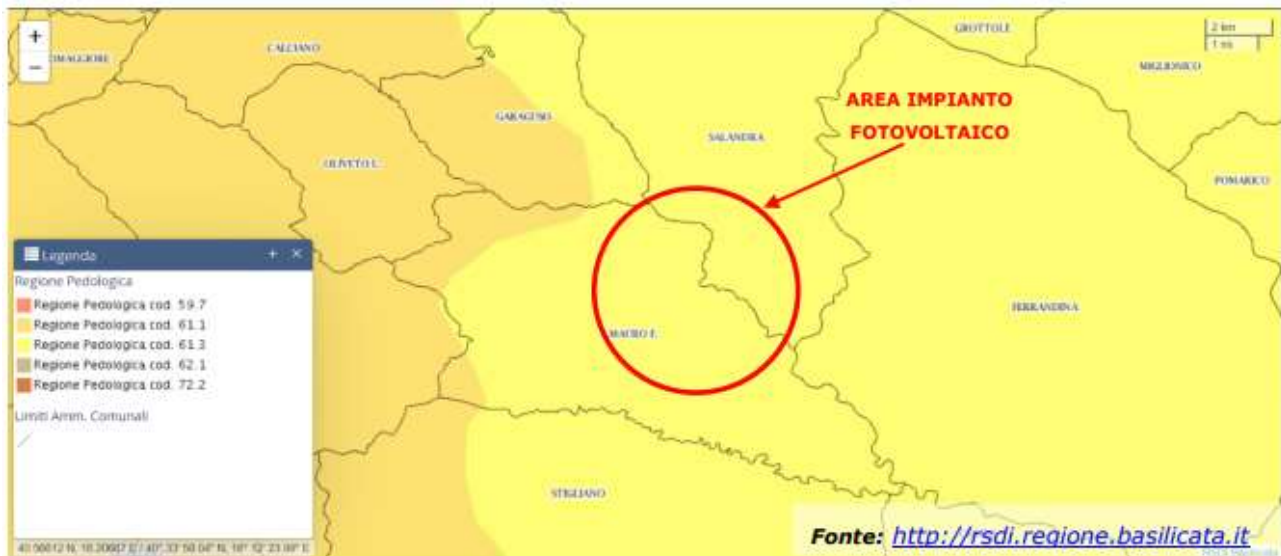 +
−
OMAGGIORE
CALCIANO
GROTTOLE
2 km
1 mi
MIGLIONICO
GARAGUSO
AREA IMPIANTO
FOTOVOLTAICO
SALANDRA
OLIVETO L.
POMARICO
Legenda
+ ×
Regione Pedologica
Regione Pedologica cod. 59.7
Regione Pedologica cod. 61.1
Regione Pedologica cod. 61.3
Regione Pedologica cod. 62.1
Regione Pedologica cod. 72.2
Limiti Amm. Comunali
FERRANDINA
MAURO F.
STIGLIANO
Fonte: http://rsdi.regione.basilicata.it